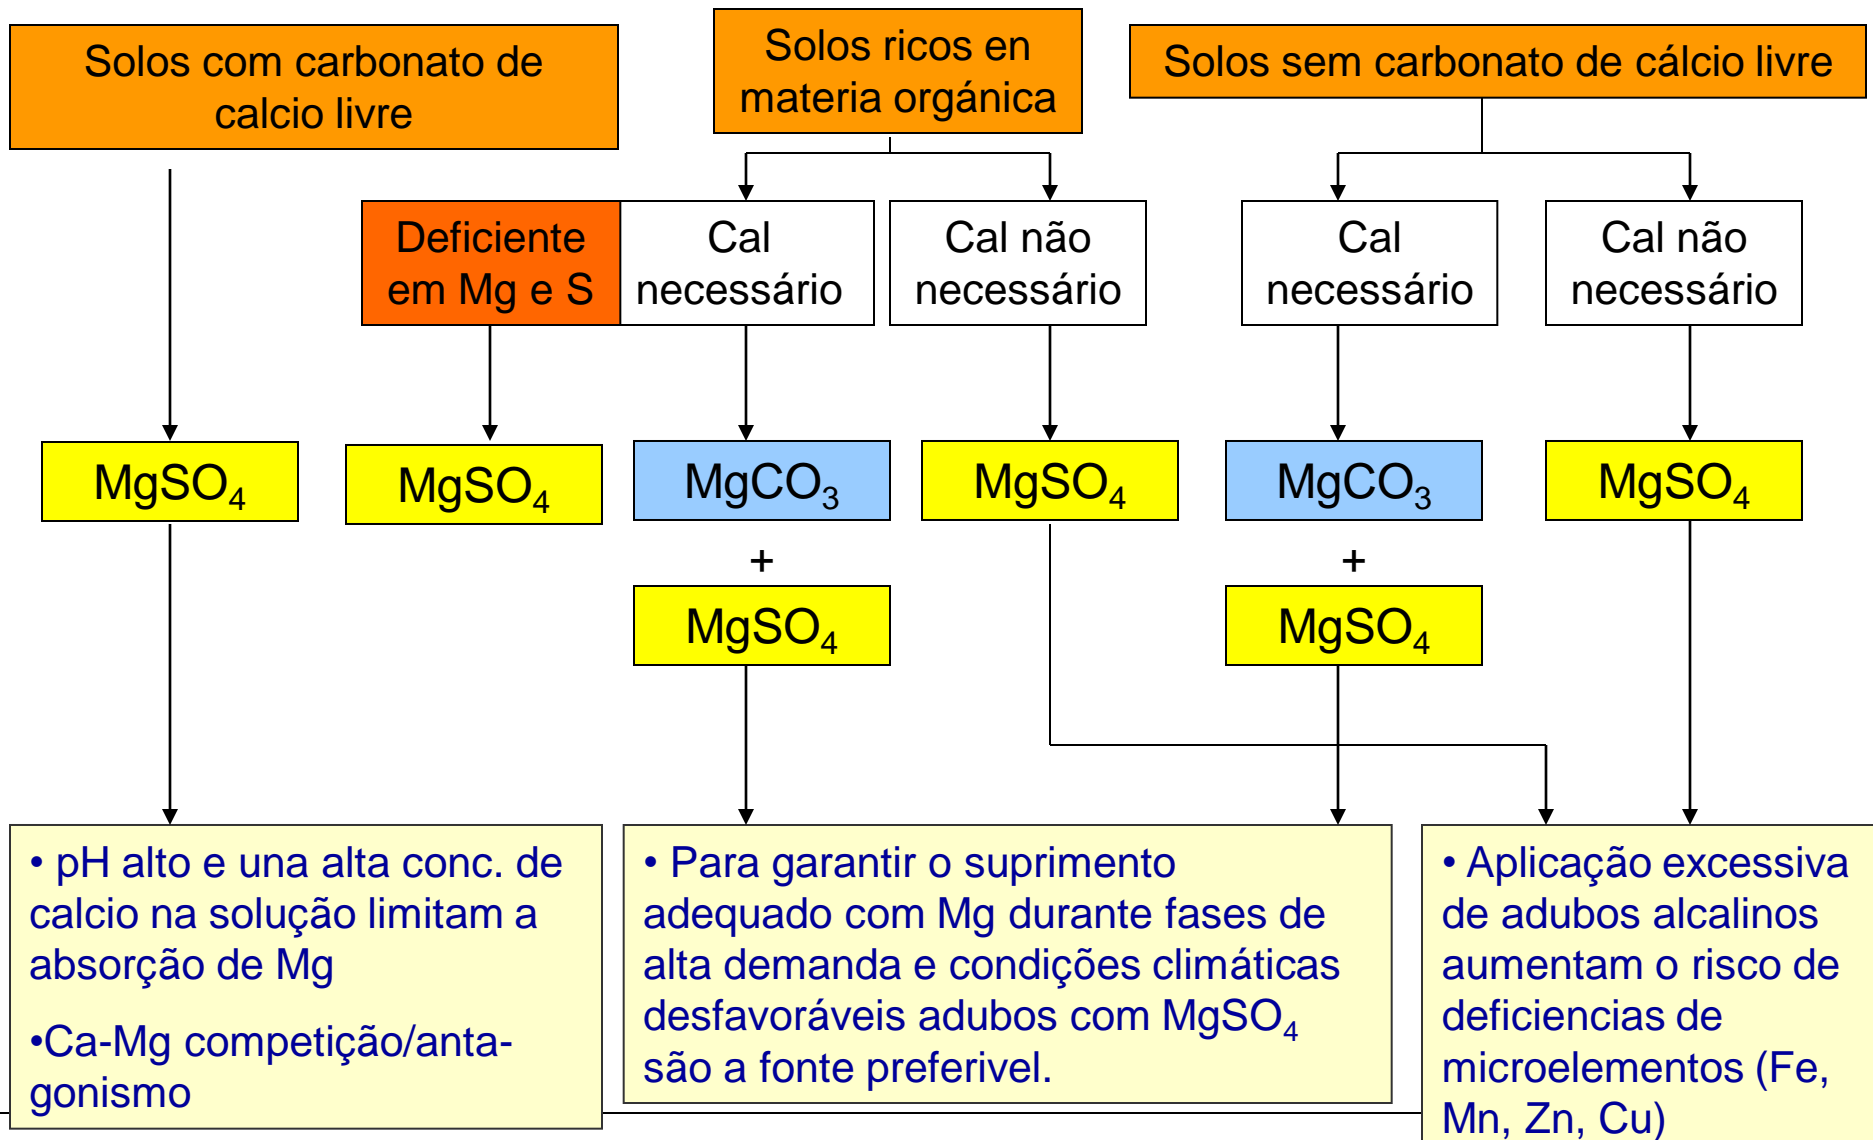 Solos com carbonato de
calcio livre
Solos ricos en
materia orgánica
Solos sem carbonato de cálcio livre
Deficiente
em Mg e S
Cal
necessário
Cal não
necessário
Cal
necessário
Cal não
necessário
MgSO4
MgSO4
MgCO3
MgSO4
MgCO3
MgSO4
+
+
MgSO4
MgSO4
• pH alto e una alta conc. de
calcio na solução limitam a
absorção de Mg
•Ca-Mg competição/anta-
gonismo
• Para garantir o suprimento
adequado com Mg durante fases de
alta demanda e condições climáticas
desfavoráveis adubos com MgSO4
são a fonte preferivel.
• Aplicação excessiva
de adubos alcalinos
aumentam o risco de
deficiencias de
microelementos (Fe,
Mn, Zn, Cu)